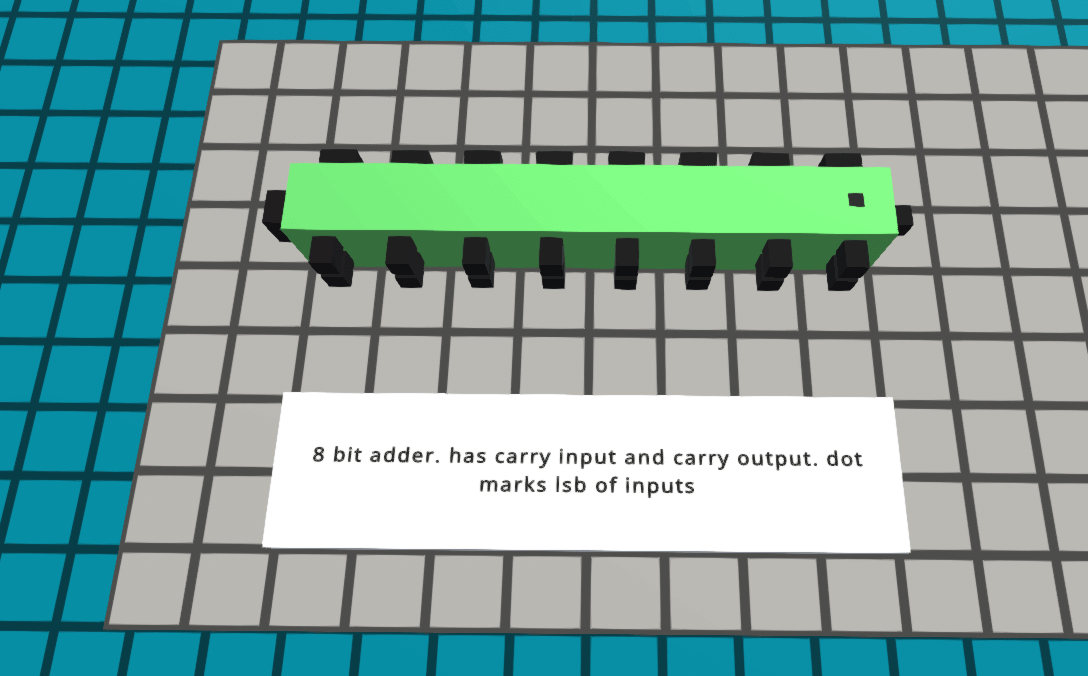 8 bit adder. has carry input and carry output. dot
marks lsb of inputs